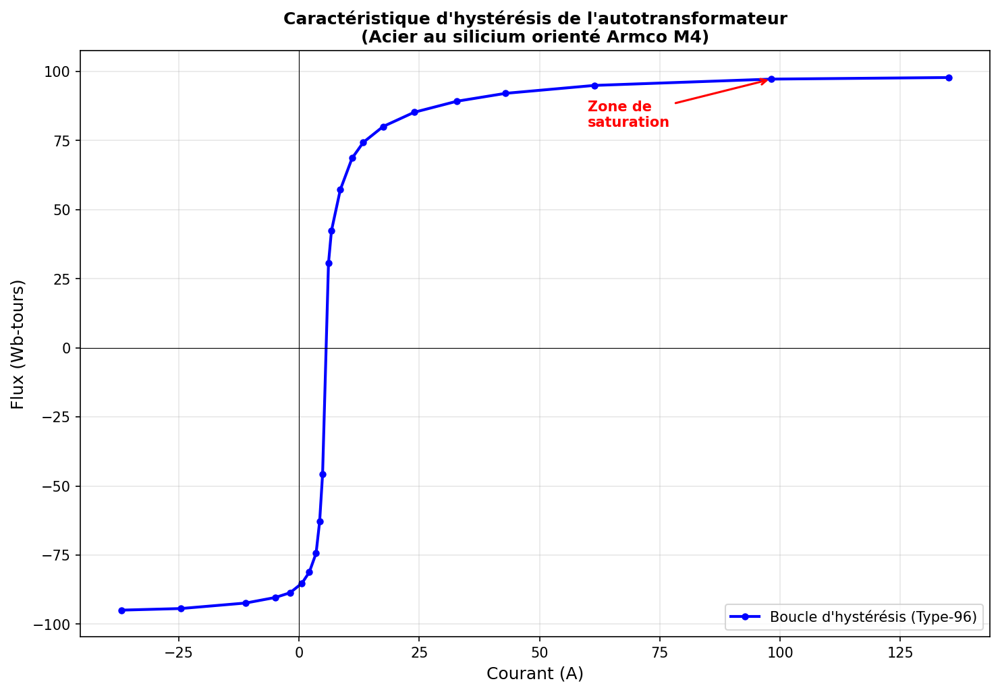 Caractéristique d'hystérésis de l'autotransformateur
(Acier au silicium orienté Armco M4)
Flux (Wb-tours)
100
75
50
25
0
−25
−50
−75
−100
Zone de
saturation
Boucle d'hystérésis (Type-96)
−25
0
25
50
75
100
125
Courant (A)